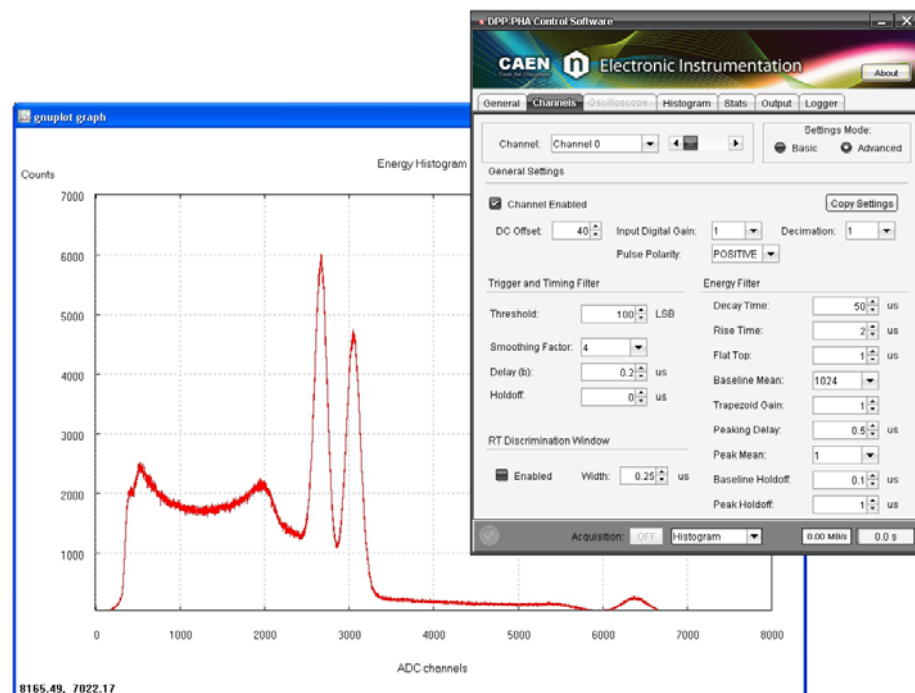 DPP-PHA Control Software
CAEN n Electronic Instrumentation
Tools for Discovery
About
General Channels Oscilloscope Histogram Stats Output Logger
Channel: Channel 0
Settings Mode:
Basic Advanced
General Settings
Channel Enabled
Copy Settings
DC Offset: 40 Input Digital Gain: 1 Decimation: 1
Pulse Polarity: POSITIVE
Trigger and Timing Filter
Threshold: 100 LSB
Smoothing Factor: 4
Delay (b): 0.2 us
Holdoff: 0 us
RT Discrimination Window
Enabled Width: 0.25 us
Energy Filter
Decay Time: 50 us
Rise Time: 2 us
Flat Top: 1 us
Baseline Mean: 1024
Trapezoid Gain: 1
Peaking Delay: 0.5 us
Peak Mean: 1
Baseline Holdoff: 0.1 us
Peak Holdoff: 1 us
Acquisition: OFF Histogram 0.00 MB/s 0.0 s
gnuplot graph
Energy Histogram
Counts
7000
6000
5000
4000
3000
2000
1000
0 1000 2000 3000 4000 5000 6000 7000 8000
ADC channels
8165.49, 7022.17